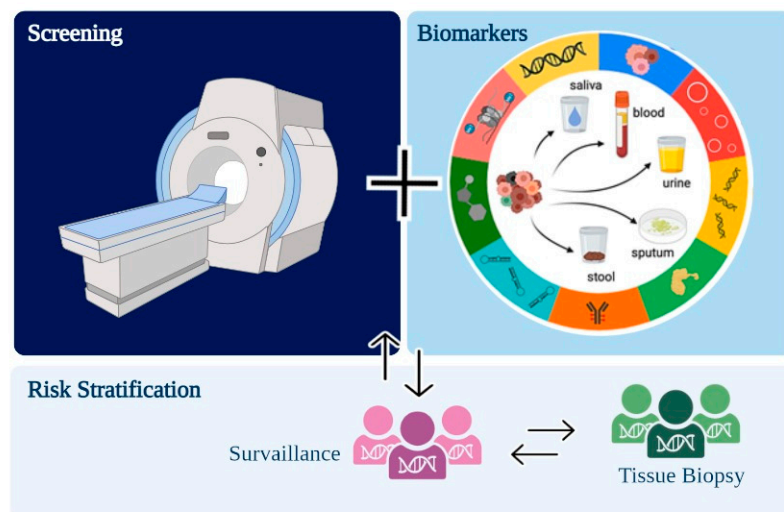 Screening
Biomarkers
saliva
blood
urine
sputum
stool
Risk Stratification
Survaillance
Tissue Biopsy